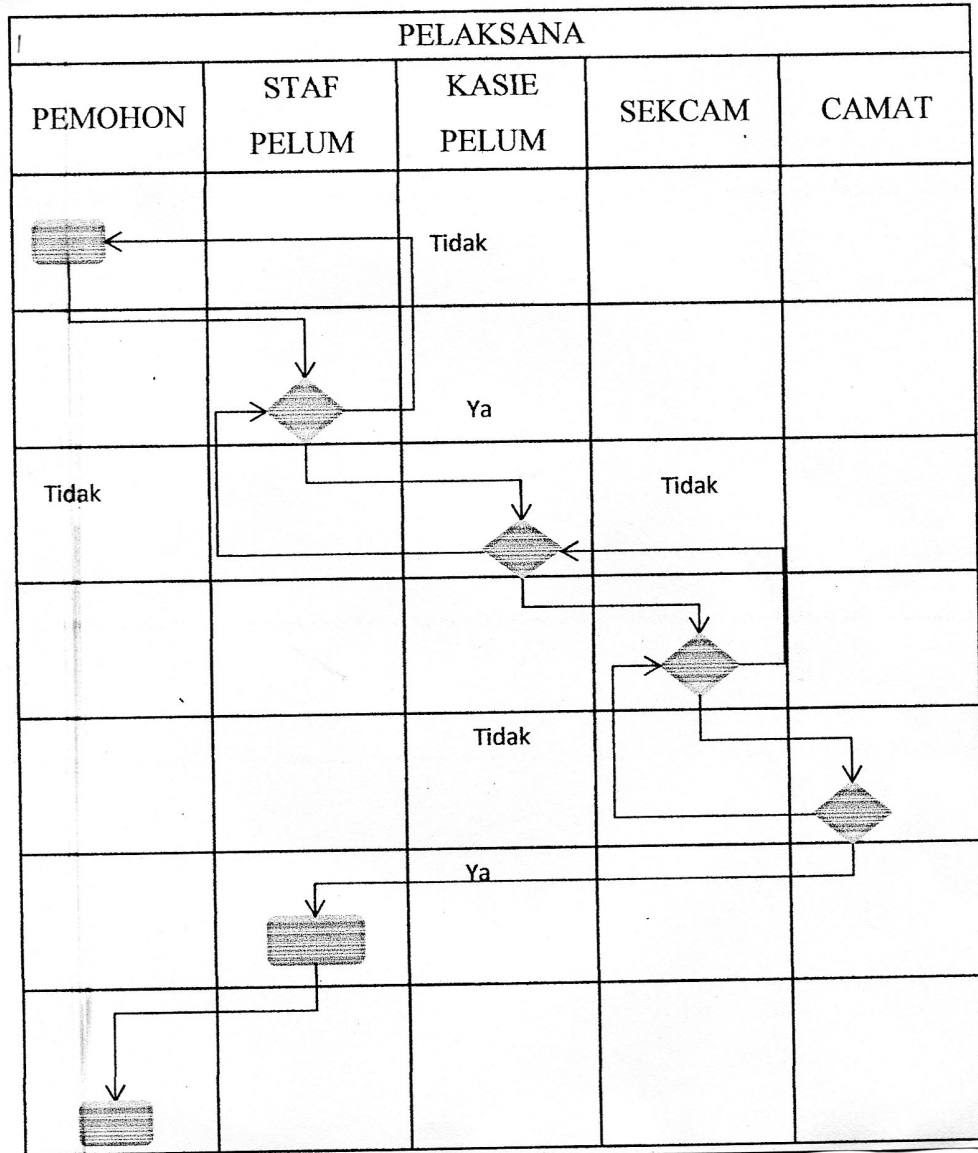 PELAKSANA
PEMOHON
STAF
PELUM
KASIE
PELUM
SEKCAM
CAMAT
Tidak
Ya
Tidak
Tidak
Tidak
Ya